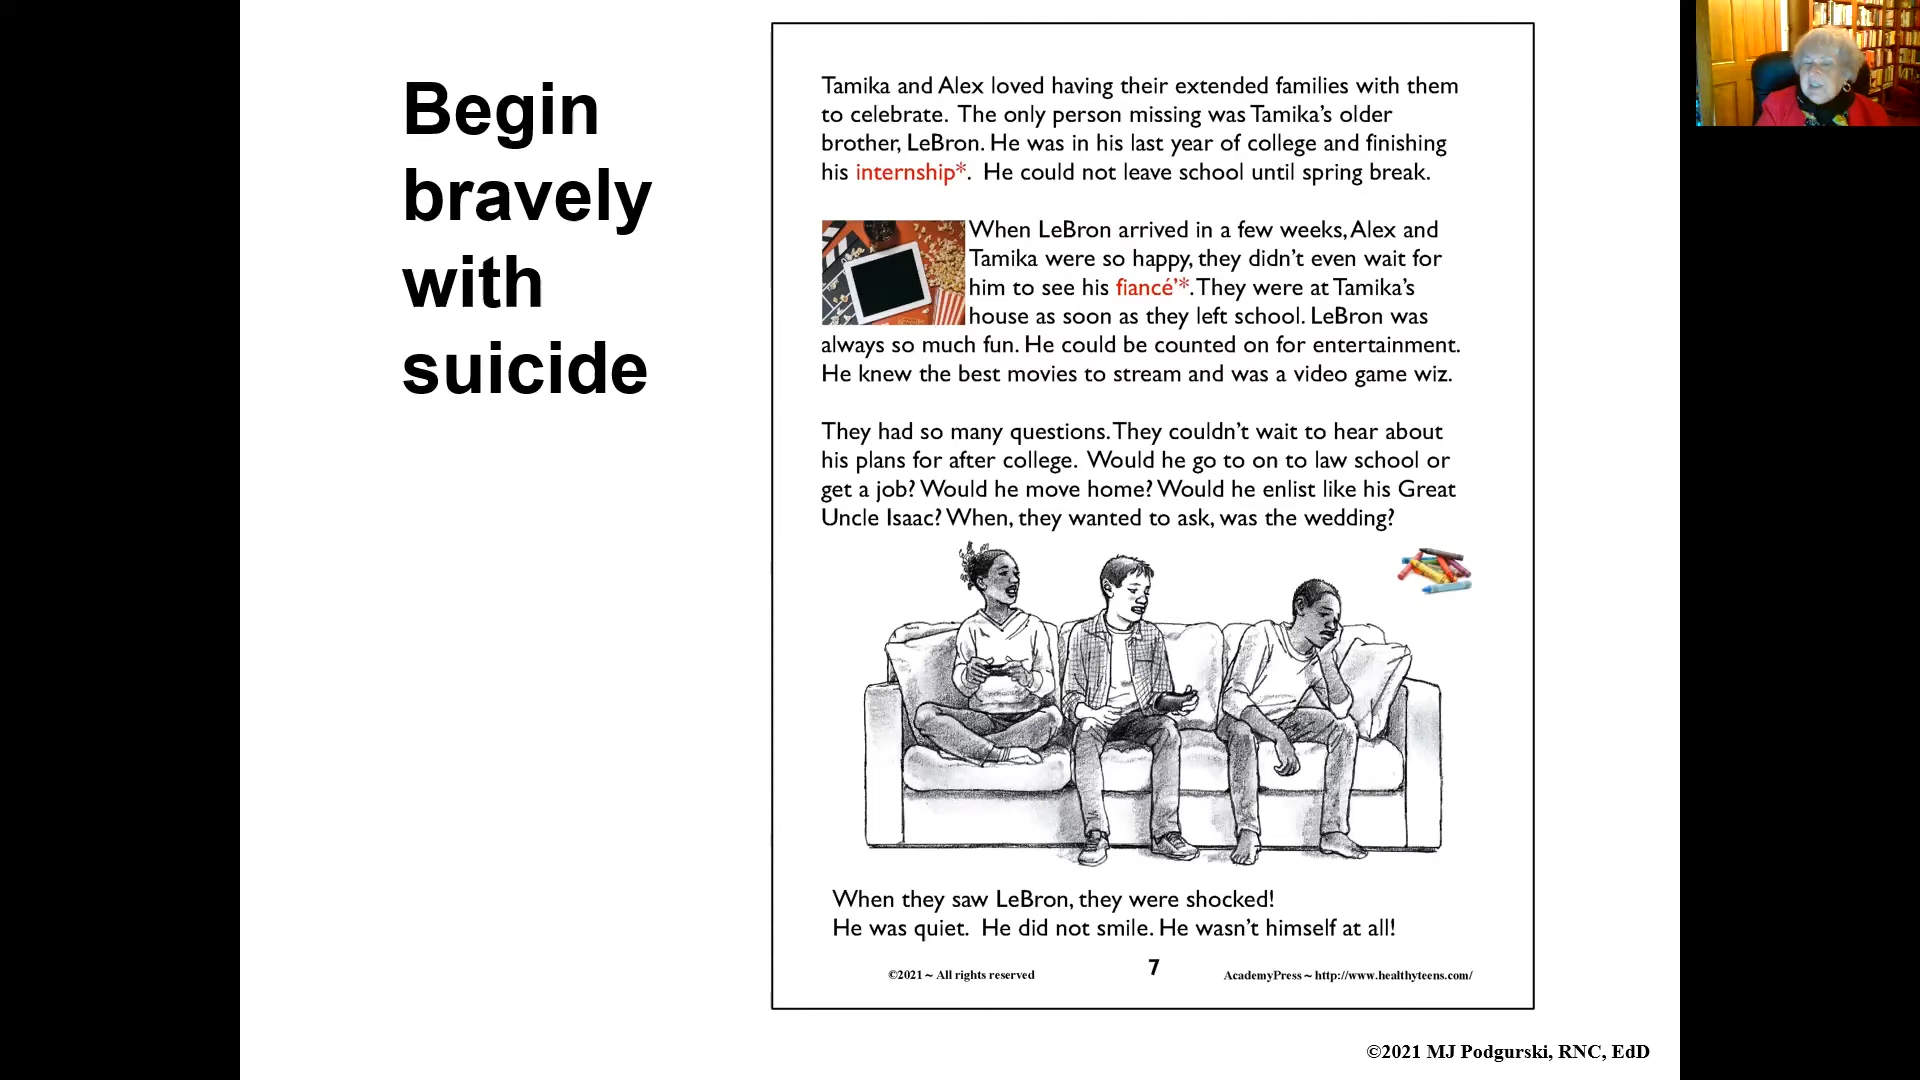 Begin
bravely
with
suicide
Tamika and Alex loved having their extended families with them
to celebrate. The only person missing was Tamika's older
brother, LeBron. He was in his last year of college and finishing
his internship*. He could not leave school until spring break.
When LeBron arrived in a few weeks, Alex and
Tamika were so happy, they didn't even wait for
him to see his fiancé'*. They were at Tamika's
house as soon as they left school. LeBron was
always so much fun. He could be counted on for entertainment.
He knew the best movies to stream and was a video game wiz.
They had so many questions. They couldn't wait to hear about
his plans for after college. Would he go to on to law school or
get a job? Would he move home? Would he enlist like his Great
Uncle Isaac? When, they wanted to ask, was the wedding?
When they saw LeBron, they were shocked!
He was quiet. He did not smile. He wasn't himself at all!
©2021 ~ All rights reserved
7
AcademyPress ~ http://www.healthyteens.com/
©2021 MJ Podgurski, RNC, EdD